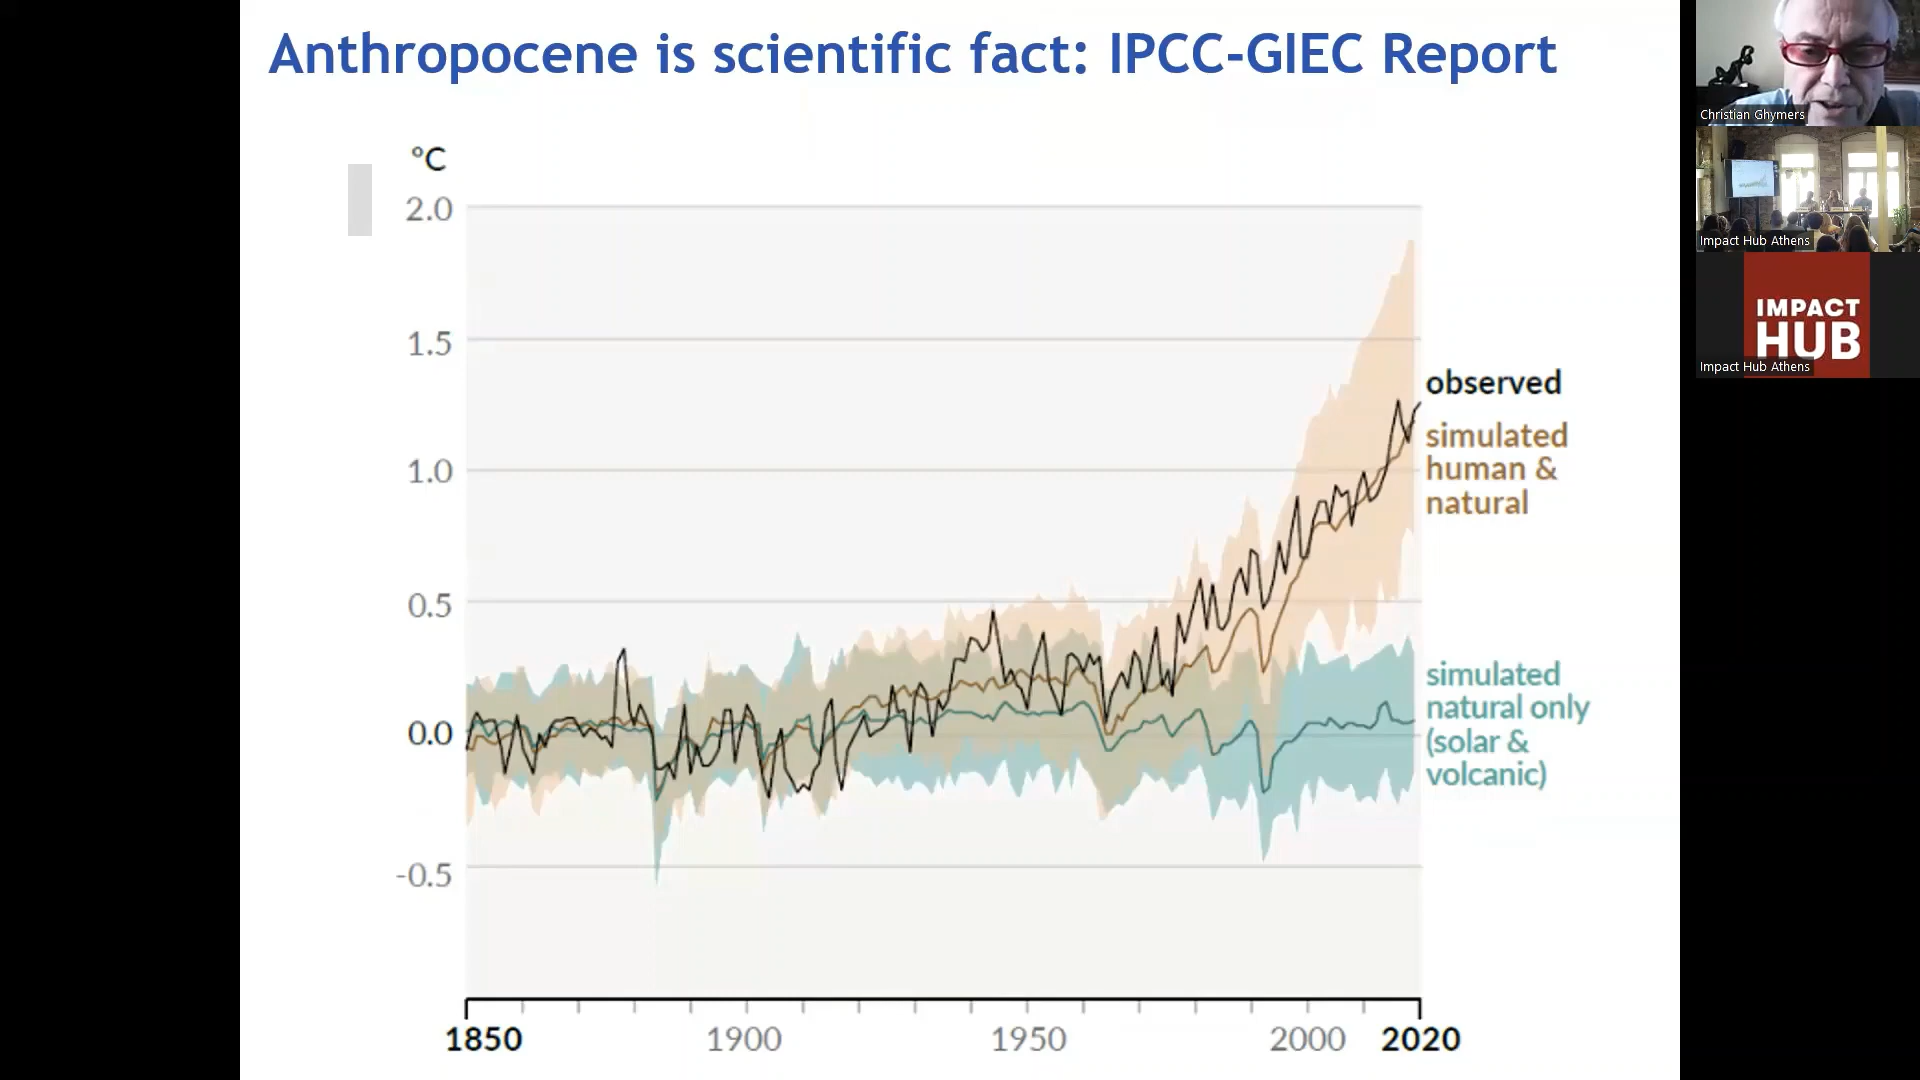 Anthropocene is scientific fact: IPCC-GIEC Report
°C
2.0
1.5
1.0
0.5
0.0
-0.5
1850
1900
1950
2000
2020
observed
simulated
human &
natural
simulated
natural only
(solar &
volcanic)
Christian Ghymers
Impact Hub Athens
IMPACT
HUB
Impact Hub Athens